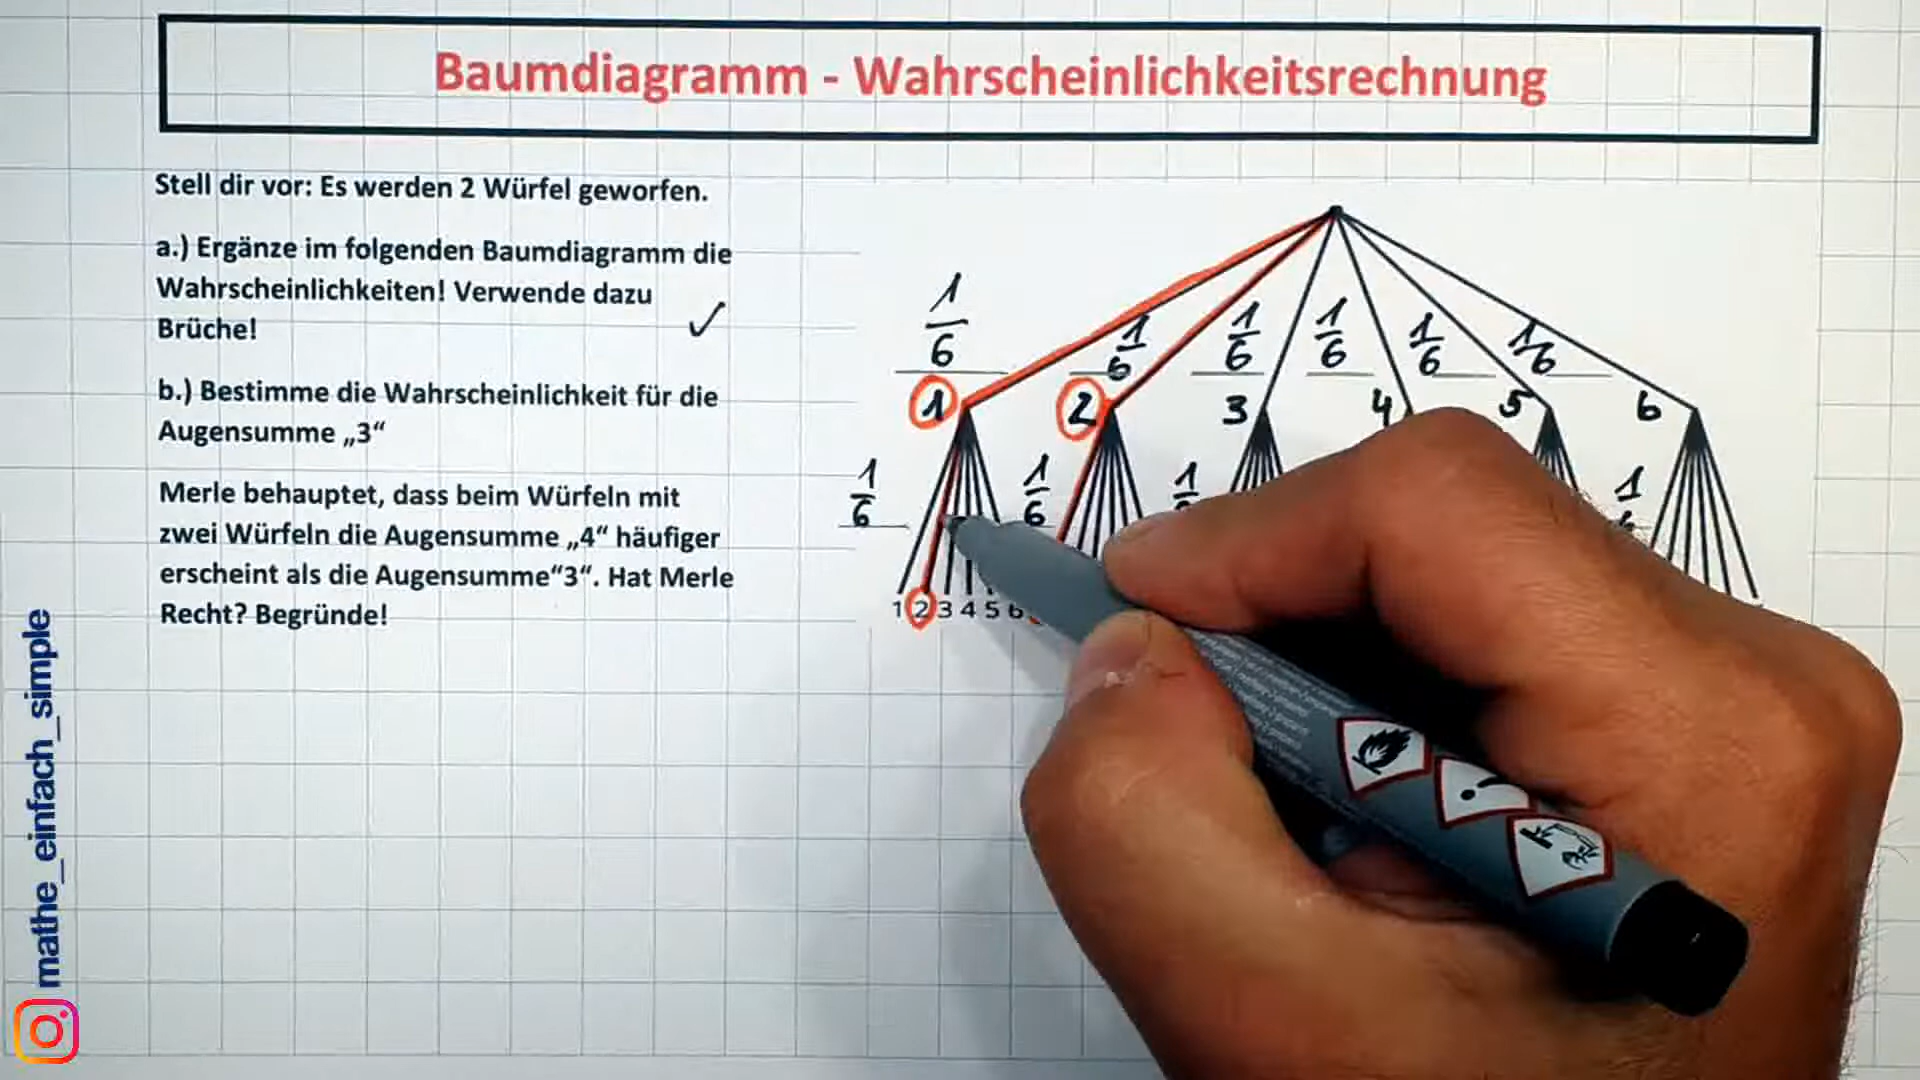 Baumdiagramm - Wahrscheinlichkeitsrechnung
Stell dir vor: Es werden 2 Würfel geworfen.
a.) Ergänze im folgenden Baumdiagramm die
Wahrscheinlichkeiten! Verwende dazu
Brüche!
b.) Bestimme die Wahrscheinlichkeit für die
Augensumme „3“
Merle behauptet, dass beim Würfeln mit
zwei Würfeln die Augensumme „4“ häufiger
erscheint als die Augensumme“3“. Hat Merle
Recht? Begründe!
1/6 1/6 1/6 1/6 1/6 1/6
1 2 3 4 5 6
1/6 1/6
1 2 3 4 5 6
mathe_einfach_simple